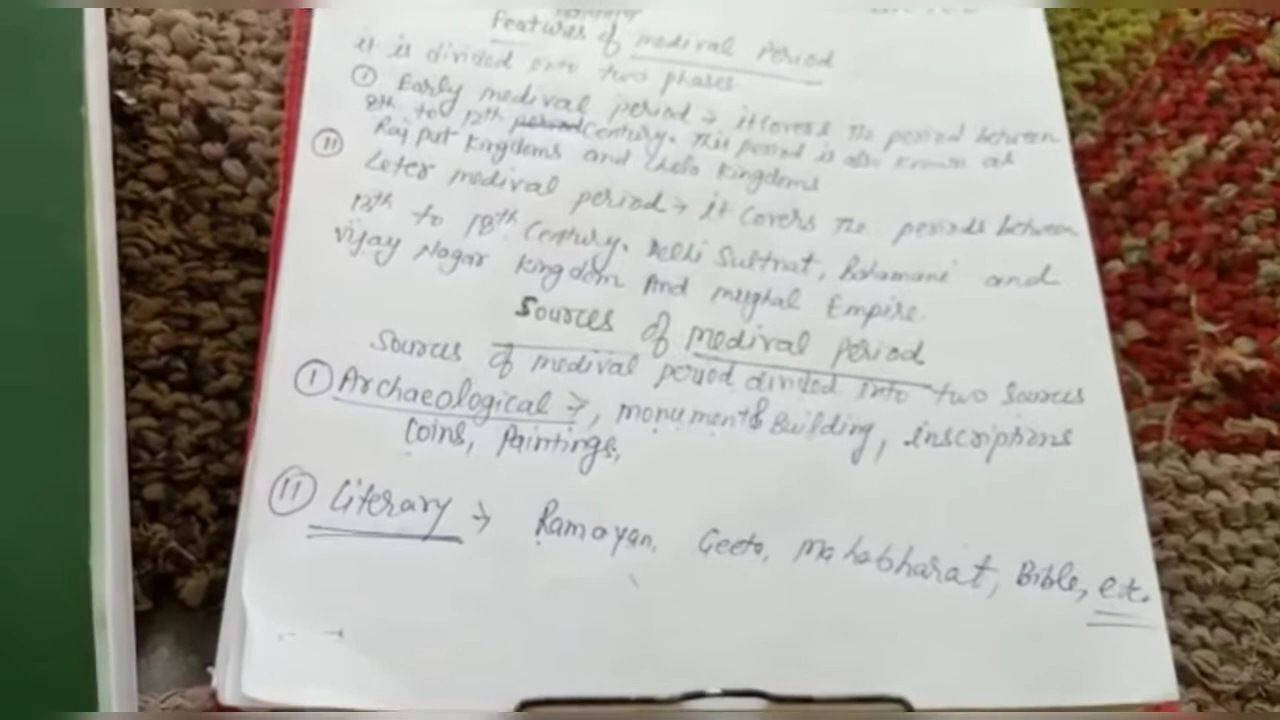 Features of medival Period
it is divided into two phases
① Early medival period → it covers the period between
8th to 12th period Century. This period is also known as
Rajput Kingdoms and Chola Kingdoms
⑪ Leter medival period → it covers the periods between
13th to 18th Century. Delhi Sultnat, Bahamani and
Vijay Nagar Kingdom And mughal Empire.
Sources of medival period
Sources of medival period divided into two Sources
① Archaeological →, monuments Building, inscriptions
Coins, Paintings,
⑪ Literary → Ramayan, Geeta, Mahabharat, Bible, etc.